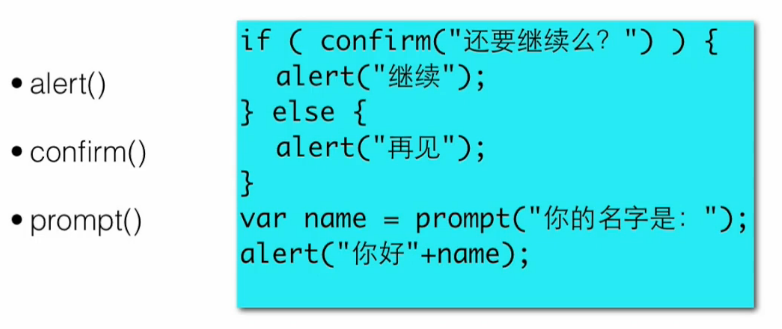 • alert()
• confirm()
• prompt()
if ( confirm("还要继续么？") ) {
  alert("继续");
} else {
  alert("再见");
}
var name = prompt("你的名字是：");
alert("你好"+name);